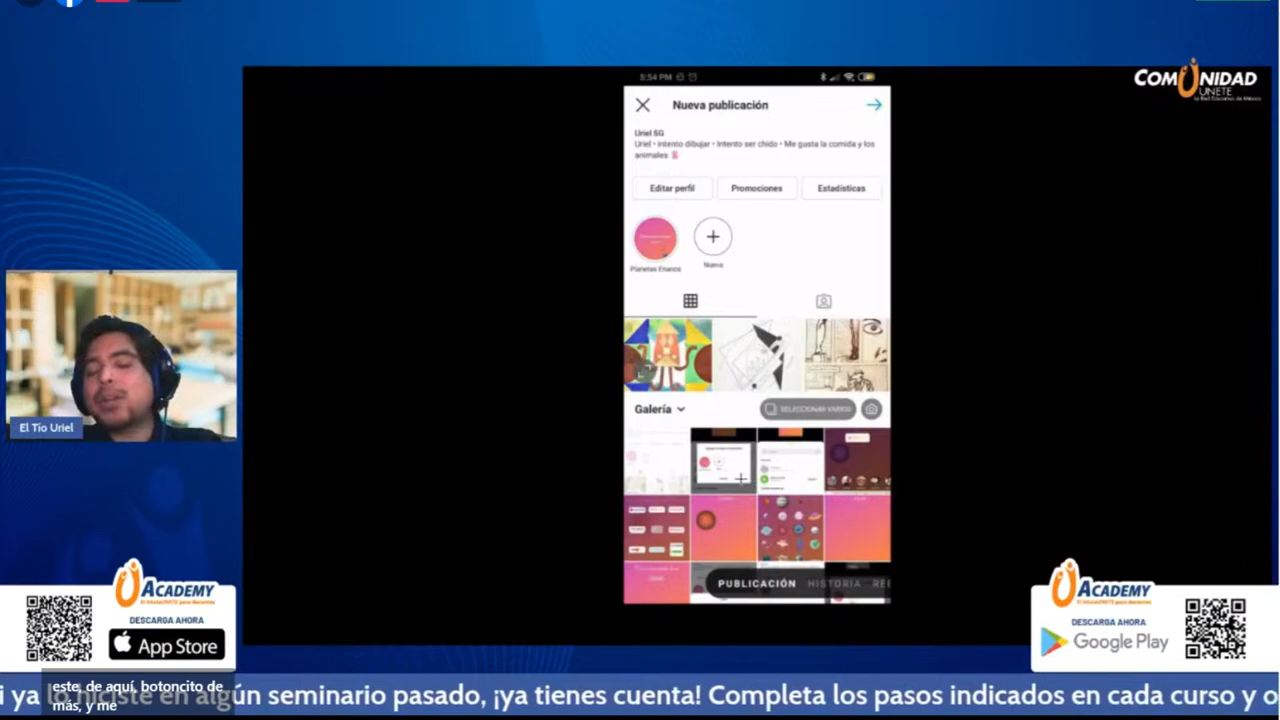 COMUNIDAD
ÚNETE
5:54 PM
Nueva publicación
Uriel SG
Uriel • Intento dibujar • Intento ser chido • Me gusta la comida y los
animales
Editar perfil
Promociones
Estadísticas
Planetas Enanos
Nueva
Galería
SELECCIONAR VARIOS
PUBLICACIÓN HISTORIA REE
El Tío Uriel
ACADEMY
DESCARGA AHORA
App Store
ACADEMY
DESCARGA AHORA
Google Play
este, de aquí, botoncito de
más, y me
i ya lo hiciste en algún seminario pasado, ¡ya tienes cuenta! Completa los pasos indicados en cada curso y o